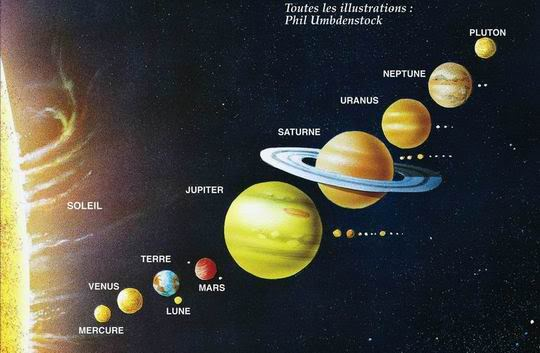 Toutes les illustrations :
Phil Umbdenstock
PLUTON
NEPTUNE
URANUS
SATURNE
JUPITER
SOLEIL
TERRE
MARS
VENUS
LUNE
MERCURE